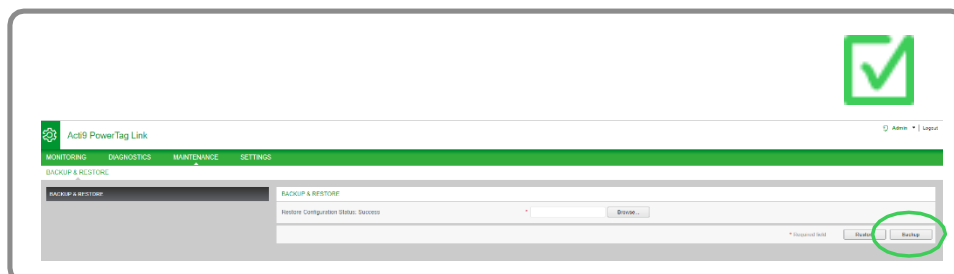 Acti9 PowerTag Link
Admin | Logout
MONITORING DIAGNOSTICS MAINTENANCE SETTINGS
BACKUP & RESTORE
BACKUP & RESTORE
BACKUP & RESTORE
Restore Configuration Status: Success * Browse...
* Required field Restore Backup